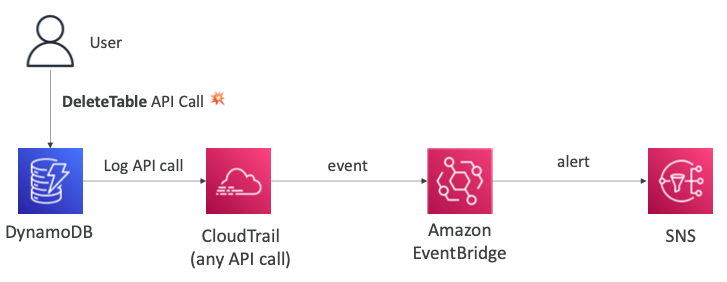 User
DeleteTable API Call
Log API call
event
alert
DynamoDB
CloudTrail
(any API call)
Amazon
EventBridge
SNS